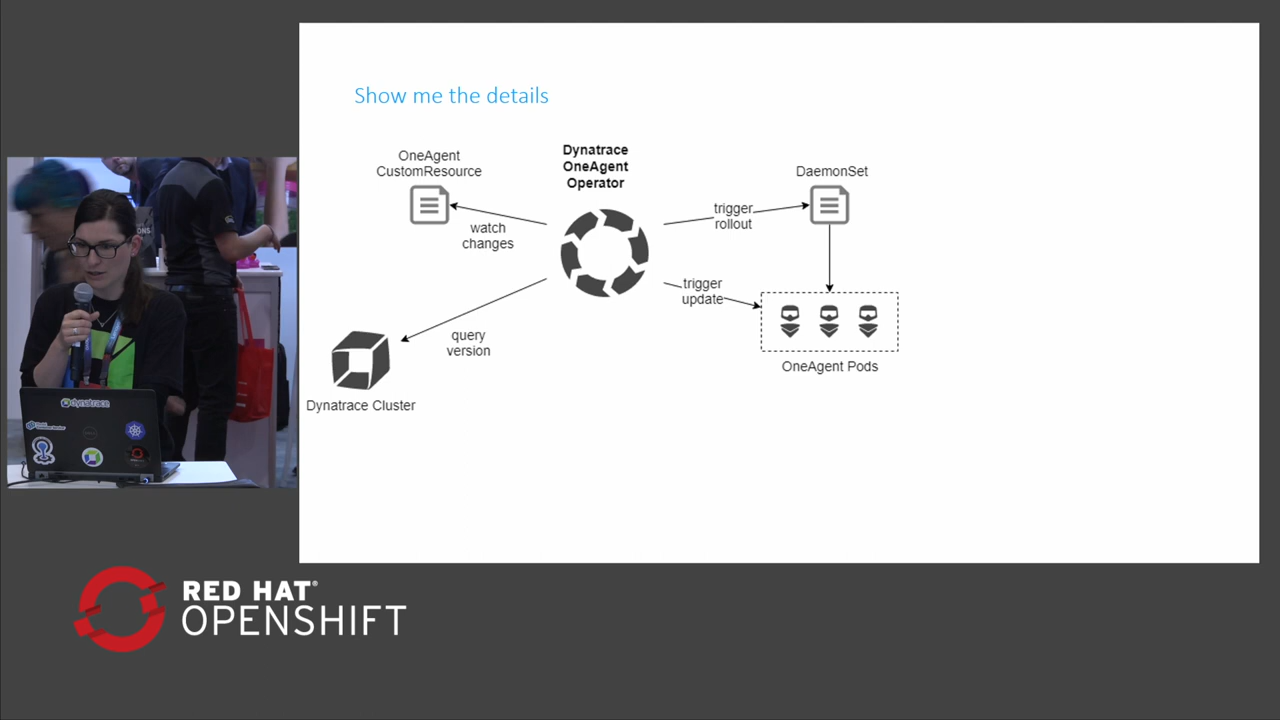 Show me the details
OneAgent
CustomResource
Dynatrace
OneAgent
Operator
DaemonSet
watch
changes
trigger
rollout
trigger
update
query
version
OneAgent Pods
Dynatrace Cluster
dynatrace
RED HAT®
OPENSHIFT